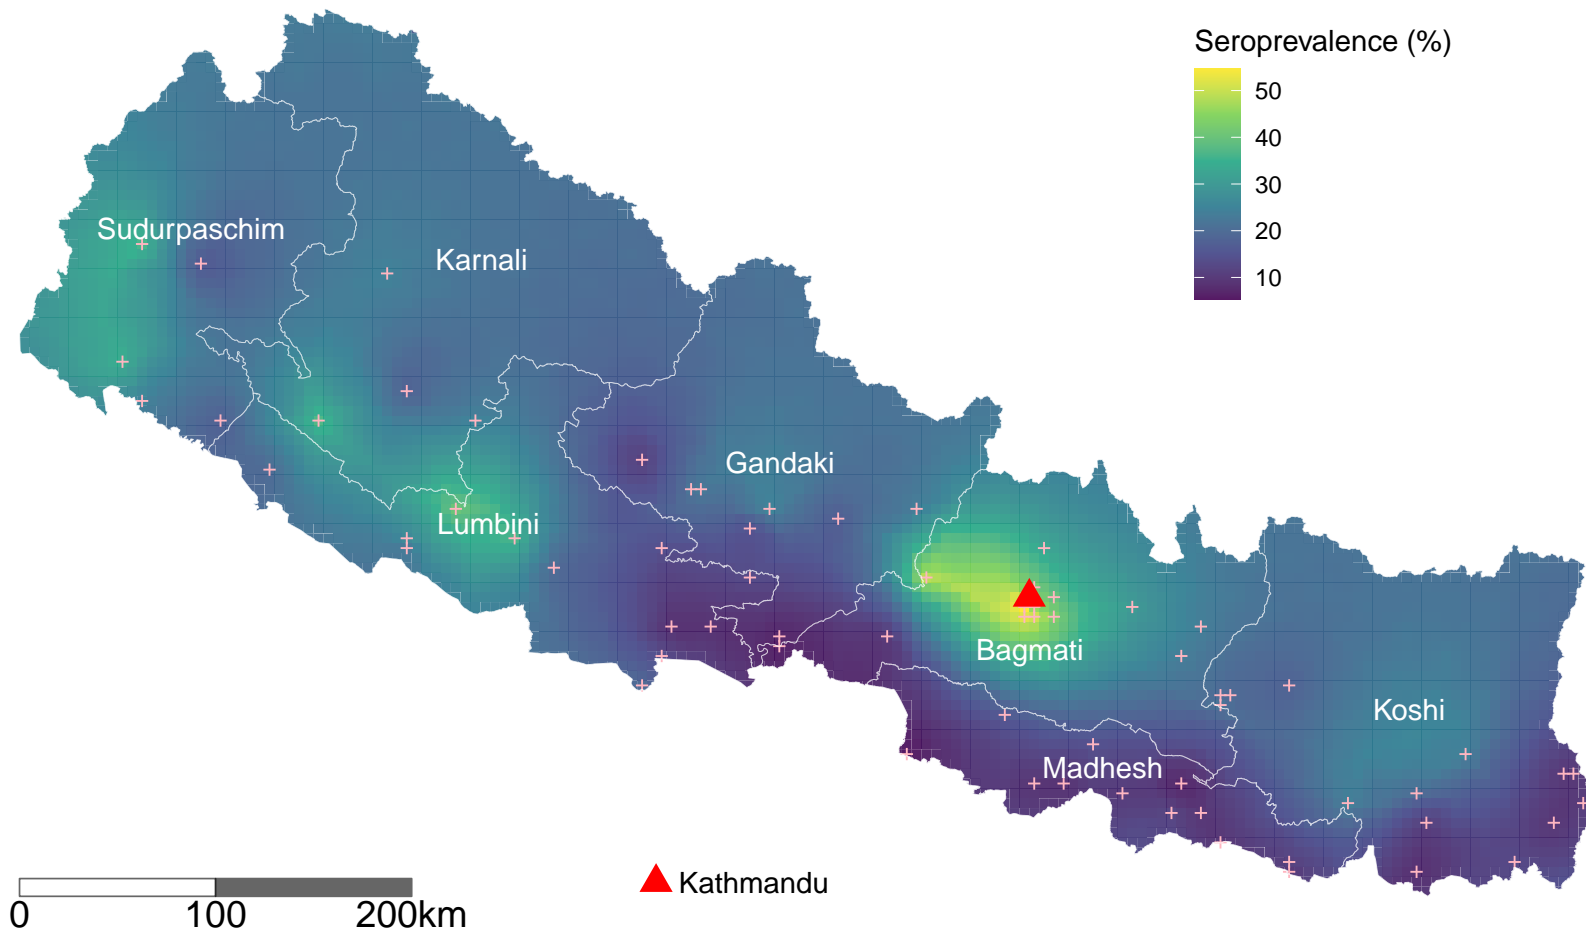 Seroprevalence (%)
50
40
30
20
10
Sudurpaschim
Karnali
Gandaki
Lumbini
Bagmati
Koshi
Madhesh
Kathmandu
0 100 200km